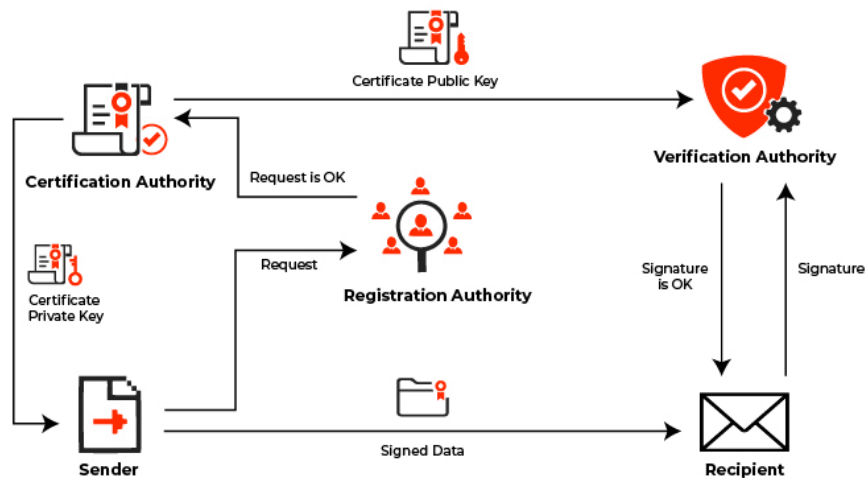 Certificate Public Key
Certification Authority
Verification Authority
Request is OK
Request
Registration Authority
Certificate
Private Key
Signature
is OK
Signature
Signed Data
Sender
Recipient